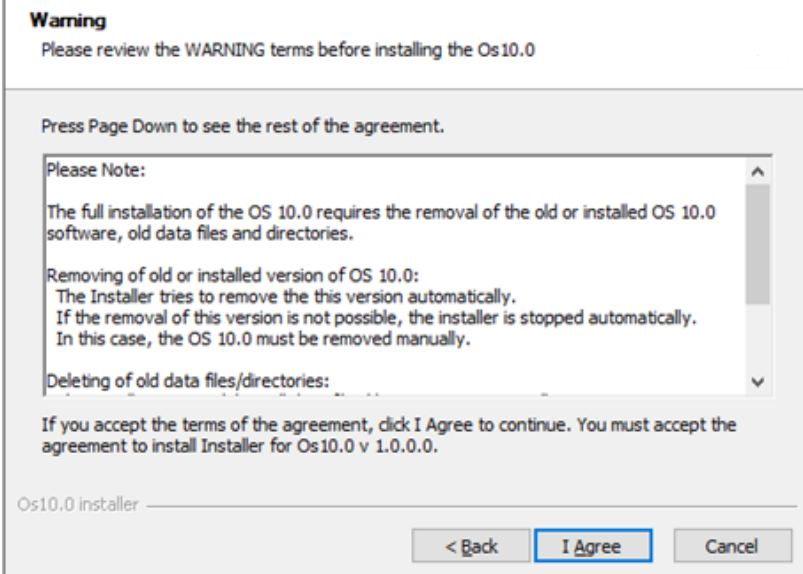 Warning
Please review the WARNING terms before installing the Os10.0
Press Page Down to see the rest of the agreement.
Please Note:
The full installation of the OS 10.0 requires the removal of the old or installed OS 10.0
software, old data files and directories.
Removing of old or installed version of OS 10.0:
The Installer tries to remove the this version automatically.
If the removal of this version is not possible, the installer is stopped automatically.
In this case, the OS 10.0 must be removed manually.
Deleting of old data files/directories:
If you accept the terms of the agreement, click I Agree to continue. You must accept the
agreement to install Installer for Os10.0 v 1.0.0.0.
Os10.0 installer
< Back
I Agree
Cancel